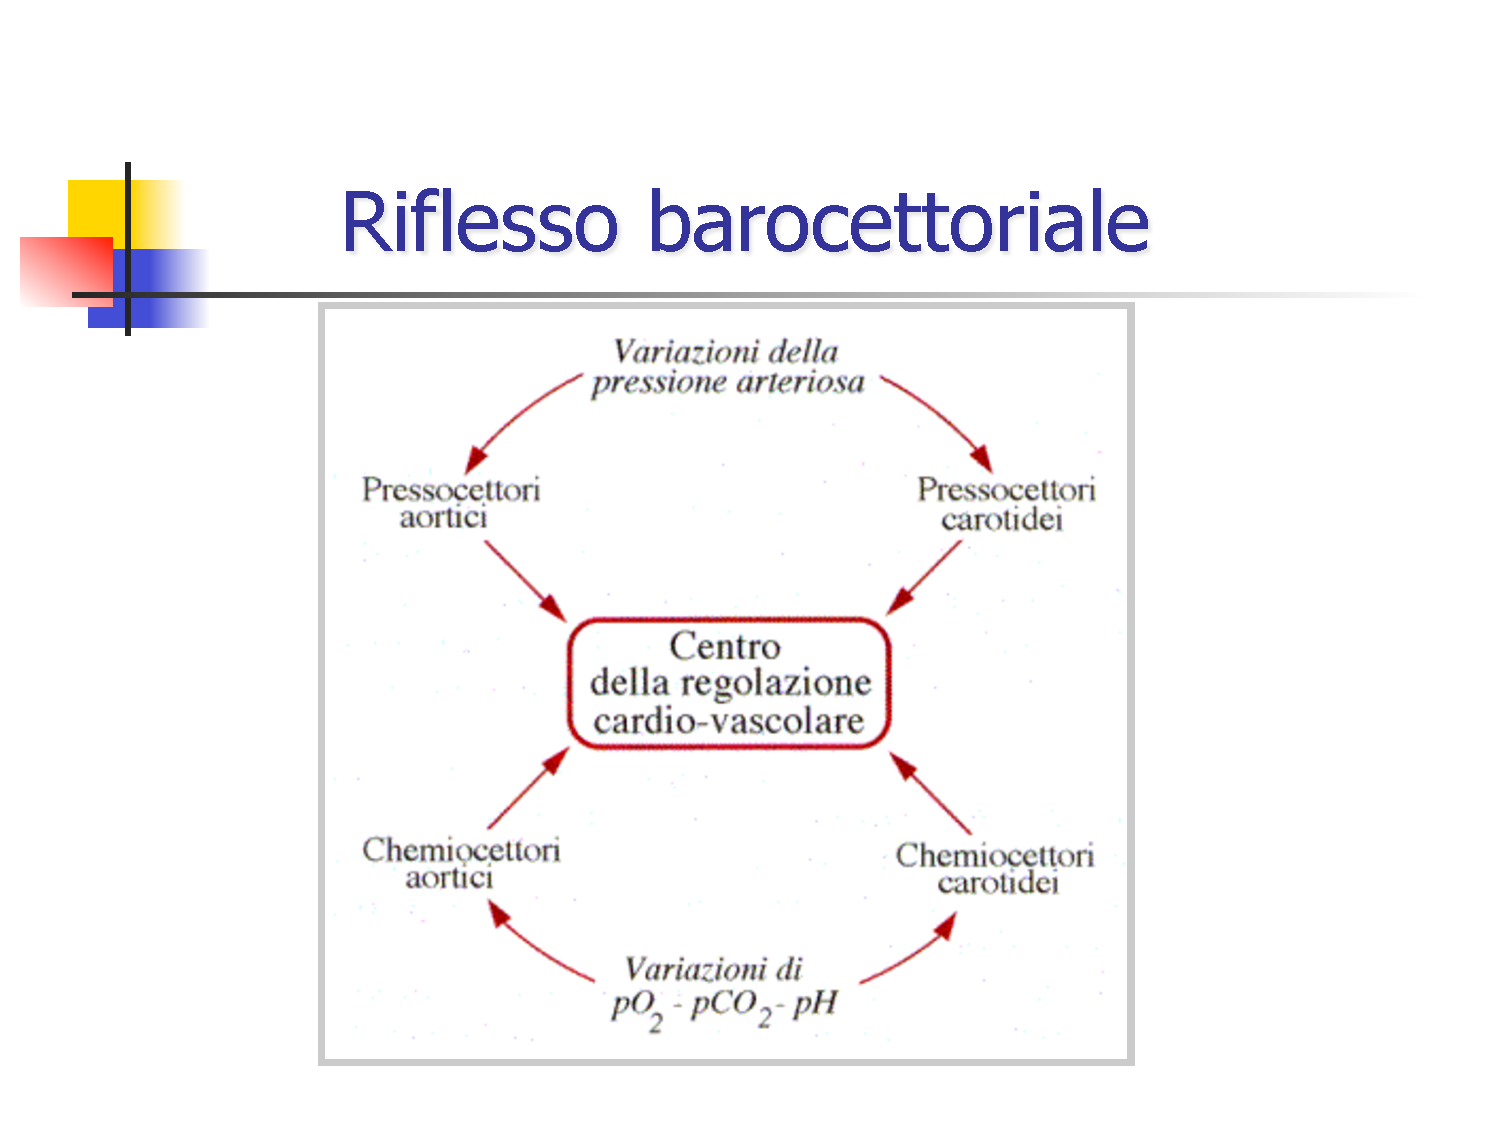 Riflesso barocettoriale
Variazioni della
pressione arteriosa
Pressocettori
aortici
Pressocettori
carotidei
Centro
della regolazione
cardio-vascolare
Chemiocettori
aortici
Chemiocettori
carotidei
Variazioni di
pO2 - pCO2 - pH